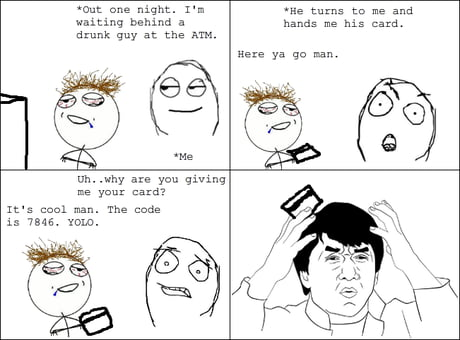 *Out one night. I'm
waiting behind a
drunk guy at the ATM.
*Me
*He turns to me and
hands me his card.
Here ya go man.
Uh..why are you giving
me your card?
It's cool man. The code
is 7846. YOLO.